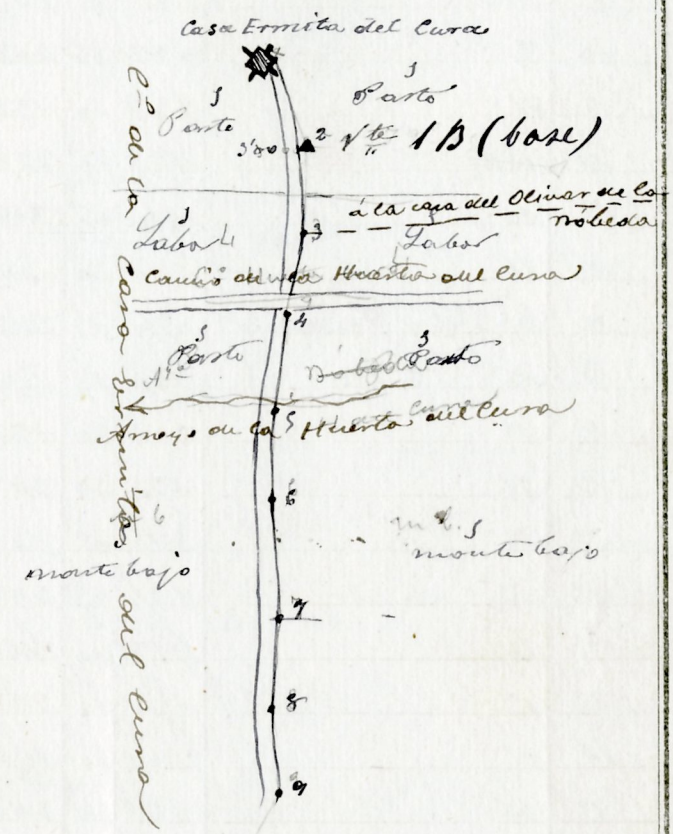 Casa Ermita del Cura
Pasto
Pasto
2
1 B (base)
á la casa del Olivar de la
Nóbeda
3
Labor
Labor
Camino de la Huerta del Cura
4
Pasto
Pasto
5
Arroyo de la Huerta del Cura
6
monte bajo
monte bajo
7
8
9
de la Casa Ermita del Cura